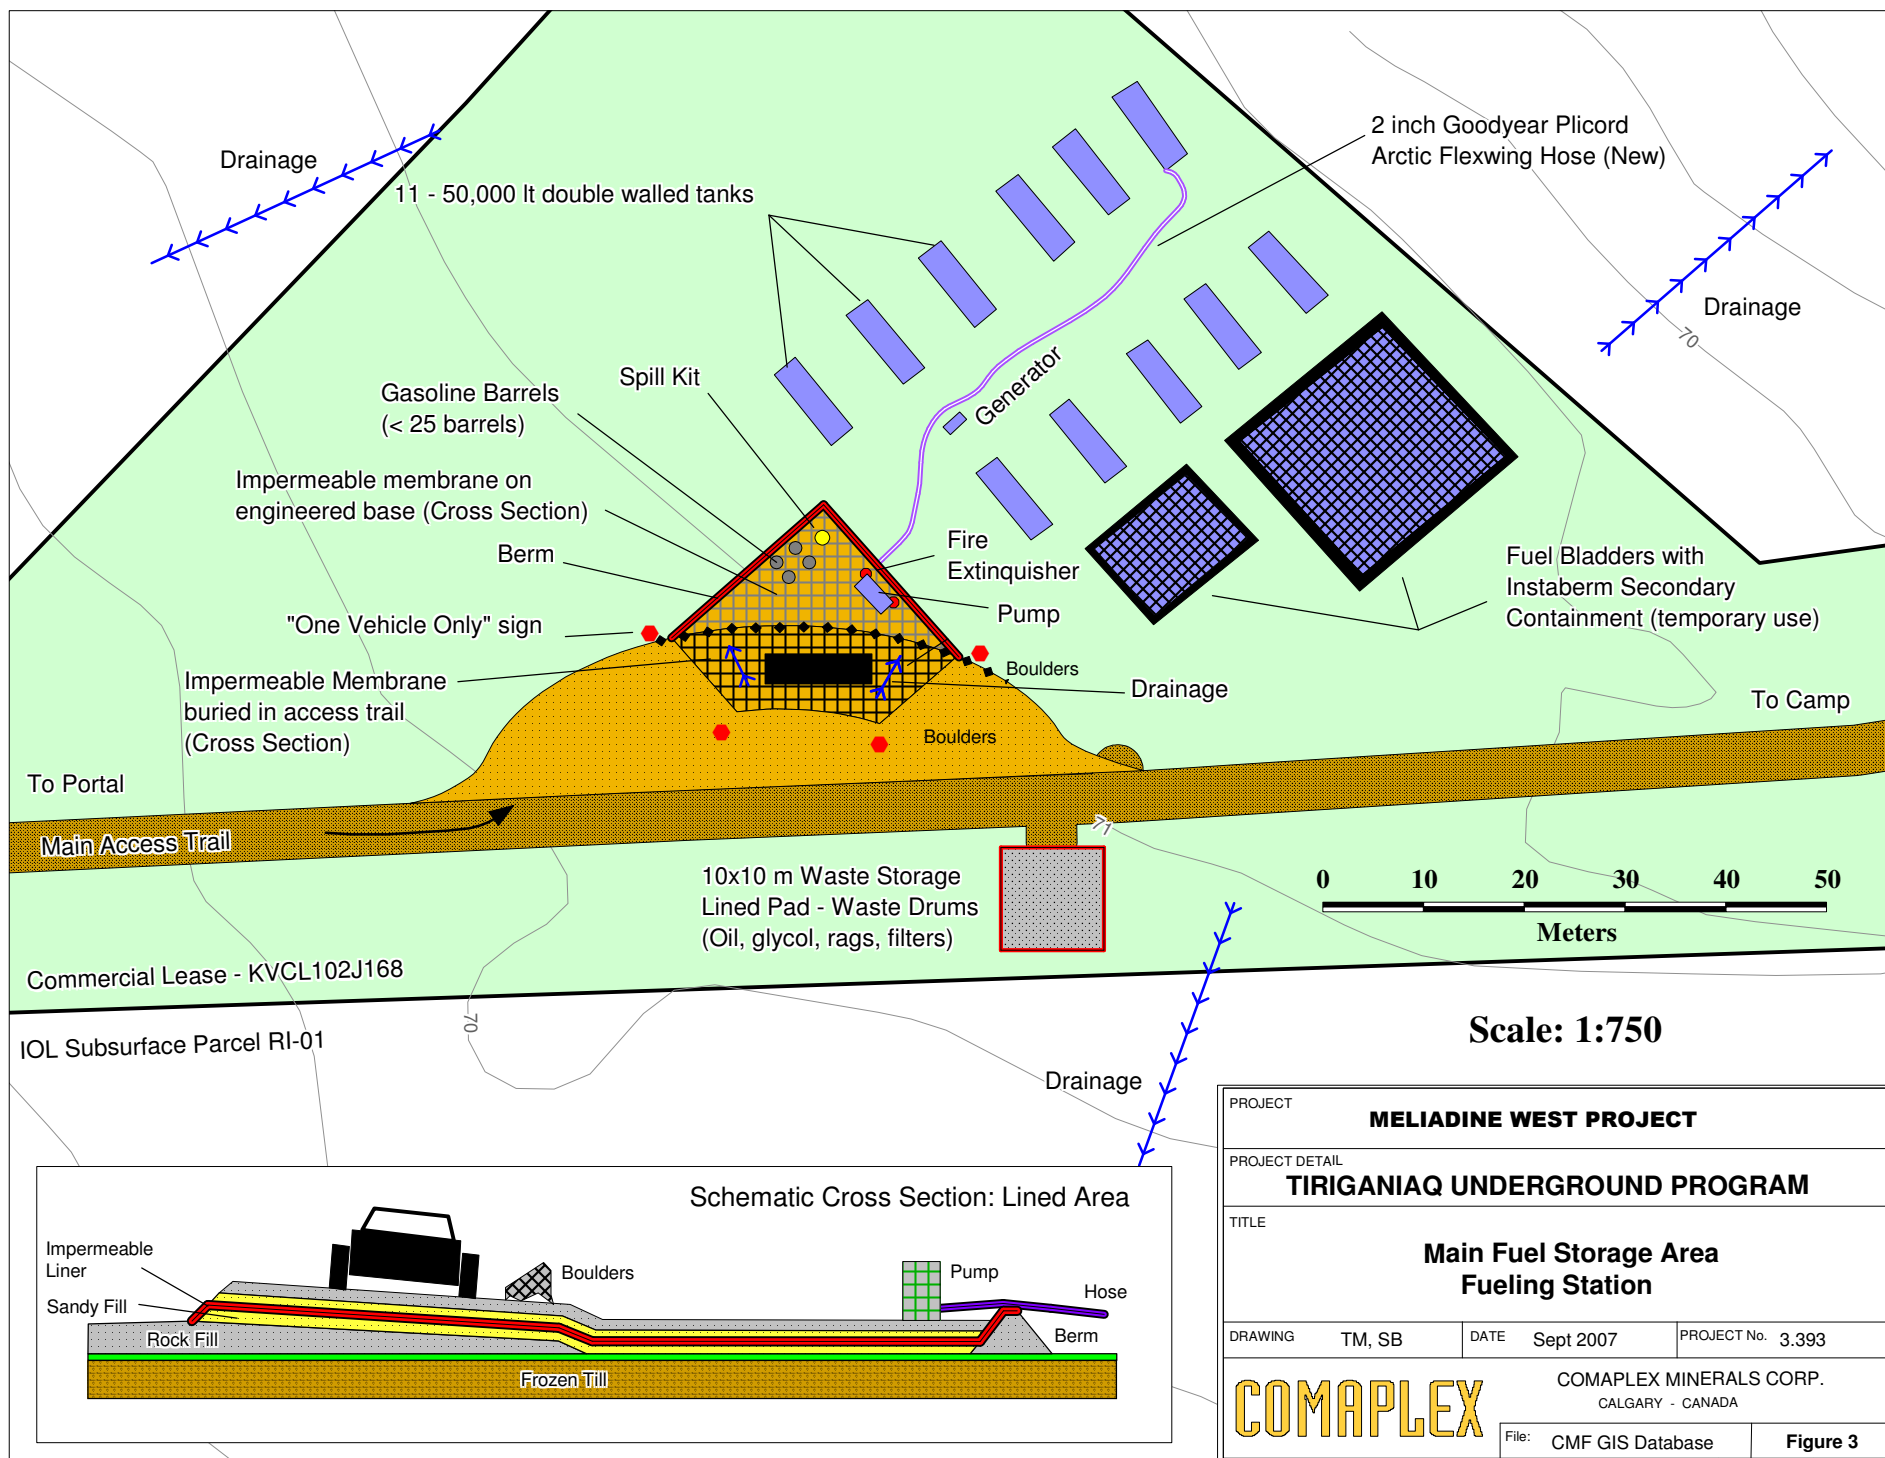 Drainage
11 - 50,000 lt double walled tanks
2 inch Goodyear Plicord
Arctic Flexwing Hose (New)
Drainage
70
Spill Kit
Generator
Gasoline Barrels
(< 25 barrels)
Impermeable membrane on
engineered base (Cross Section)
Berm
Fire
Extinquisher
Pump
Fuel Bladders with
Instaberm Secondary
Containment (temporary use)
"One Vehicle Only" sign
Boulders
Impermeable Membrane
buried in access trail
(Cross Section)
Drainage
To Camp
Boulders
To Portal
Main Access Trail
71
10x10 m Waste Storage
Lined Pad - Waste Drums
(Oil, glycol, rags, filters)
0 10 20 30 40 50
Meters
Commercial Lease - KVCL102J168
70
IOL Subsurface Parcel RI-01
Scale: 1:750
Drainage
Schematic Cross Section: Lined Area
Impermeable
Liner
Sandy Fill
Boulders
Pump
Hose
Rock Fill
Berm
Frozen Till
PROJECT
MELIADINE WEST PROJECT
PROJECT DETAIL
TIRIGANIAQ UNDERGROUND PROGRAM
TITLE
Main Fuel Storage Area
Fueling Station
DRAWING TM, SB DATE Sept 2007 PROJECT No. 3.393
COMAPLEX
COMAPLEX MINERALS CORP.
CALGARY - CANADA
File: CMF GIS Database Figure 3